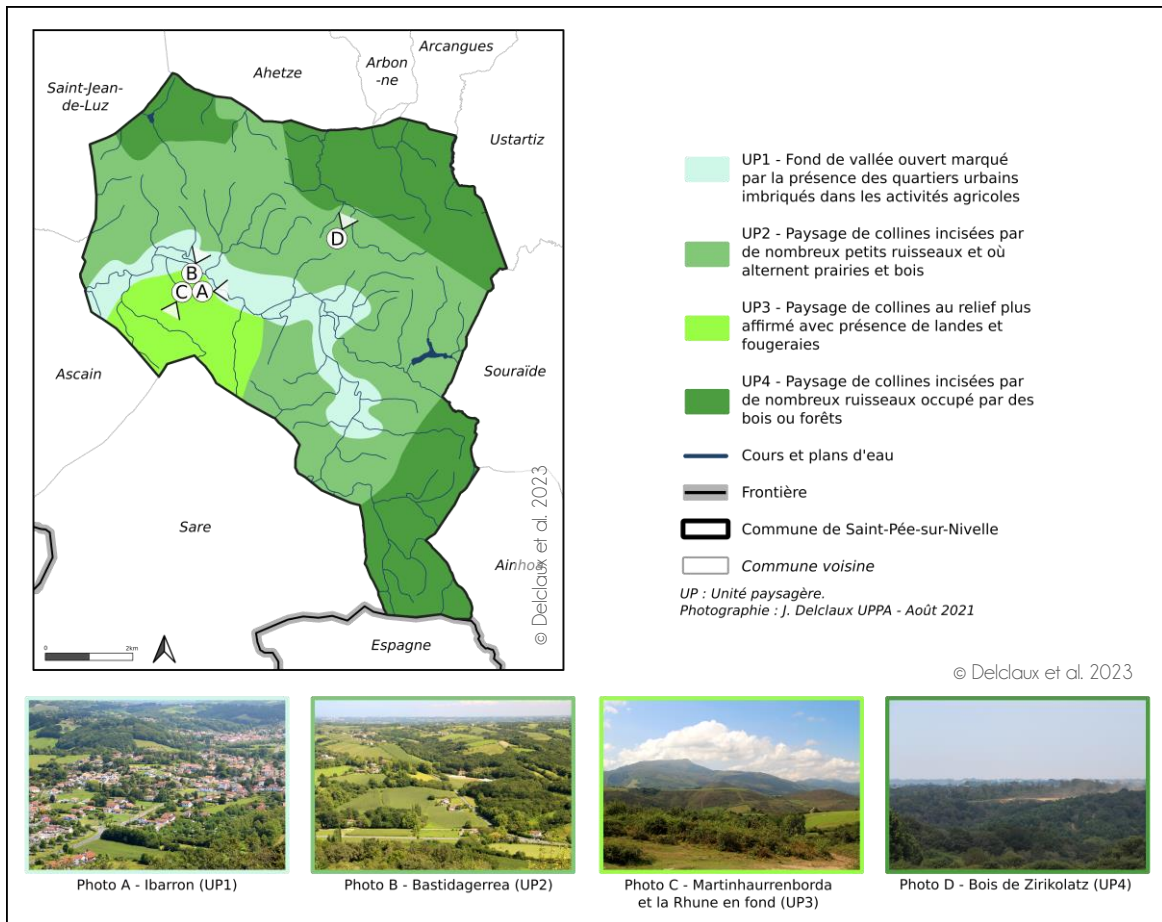 Arcangues
Arbon
-ne
Ahetze
Saint-Jean-
de-Luz
Ustartiz
D
B
C
A
Ascain
Souraïde
Sare
Ainhoa
Espagne
0
2km
© Delclaux et al. 2023
UP1 - Fond de vallée ouvert marqué
par la présence des quartiers urbains
imbriqués dans les activités agricoles
UP2 - Paysage de collines incisées par
de nombreux petits ruisseaux et où
alternent prairies et bois
UP3 - Paysage de collines au relief plus
affirmé avec présence de landes et
fougeraies
UP4 - Paysage de collines incisées par
de nombreux ruisseaux occupé par des
bois ou forêts
Cours et plans d'eau
Frontière
Commune de Saint-Pée-sur-Nivelle
Commune voisine
UP : Unité paysagère.
Photographie : J. Delclaux UPPA - Août 2021
© Delclaux et al. 2023
Photo A - Ibarron (UP1)
Photo B - Bastidagerrea (UP2)
Photo C - Martinhaurrenborda
et la Rhune en fond (UP3)
Photo D - Bois de Zirikolatz (UP4)